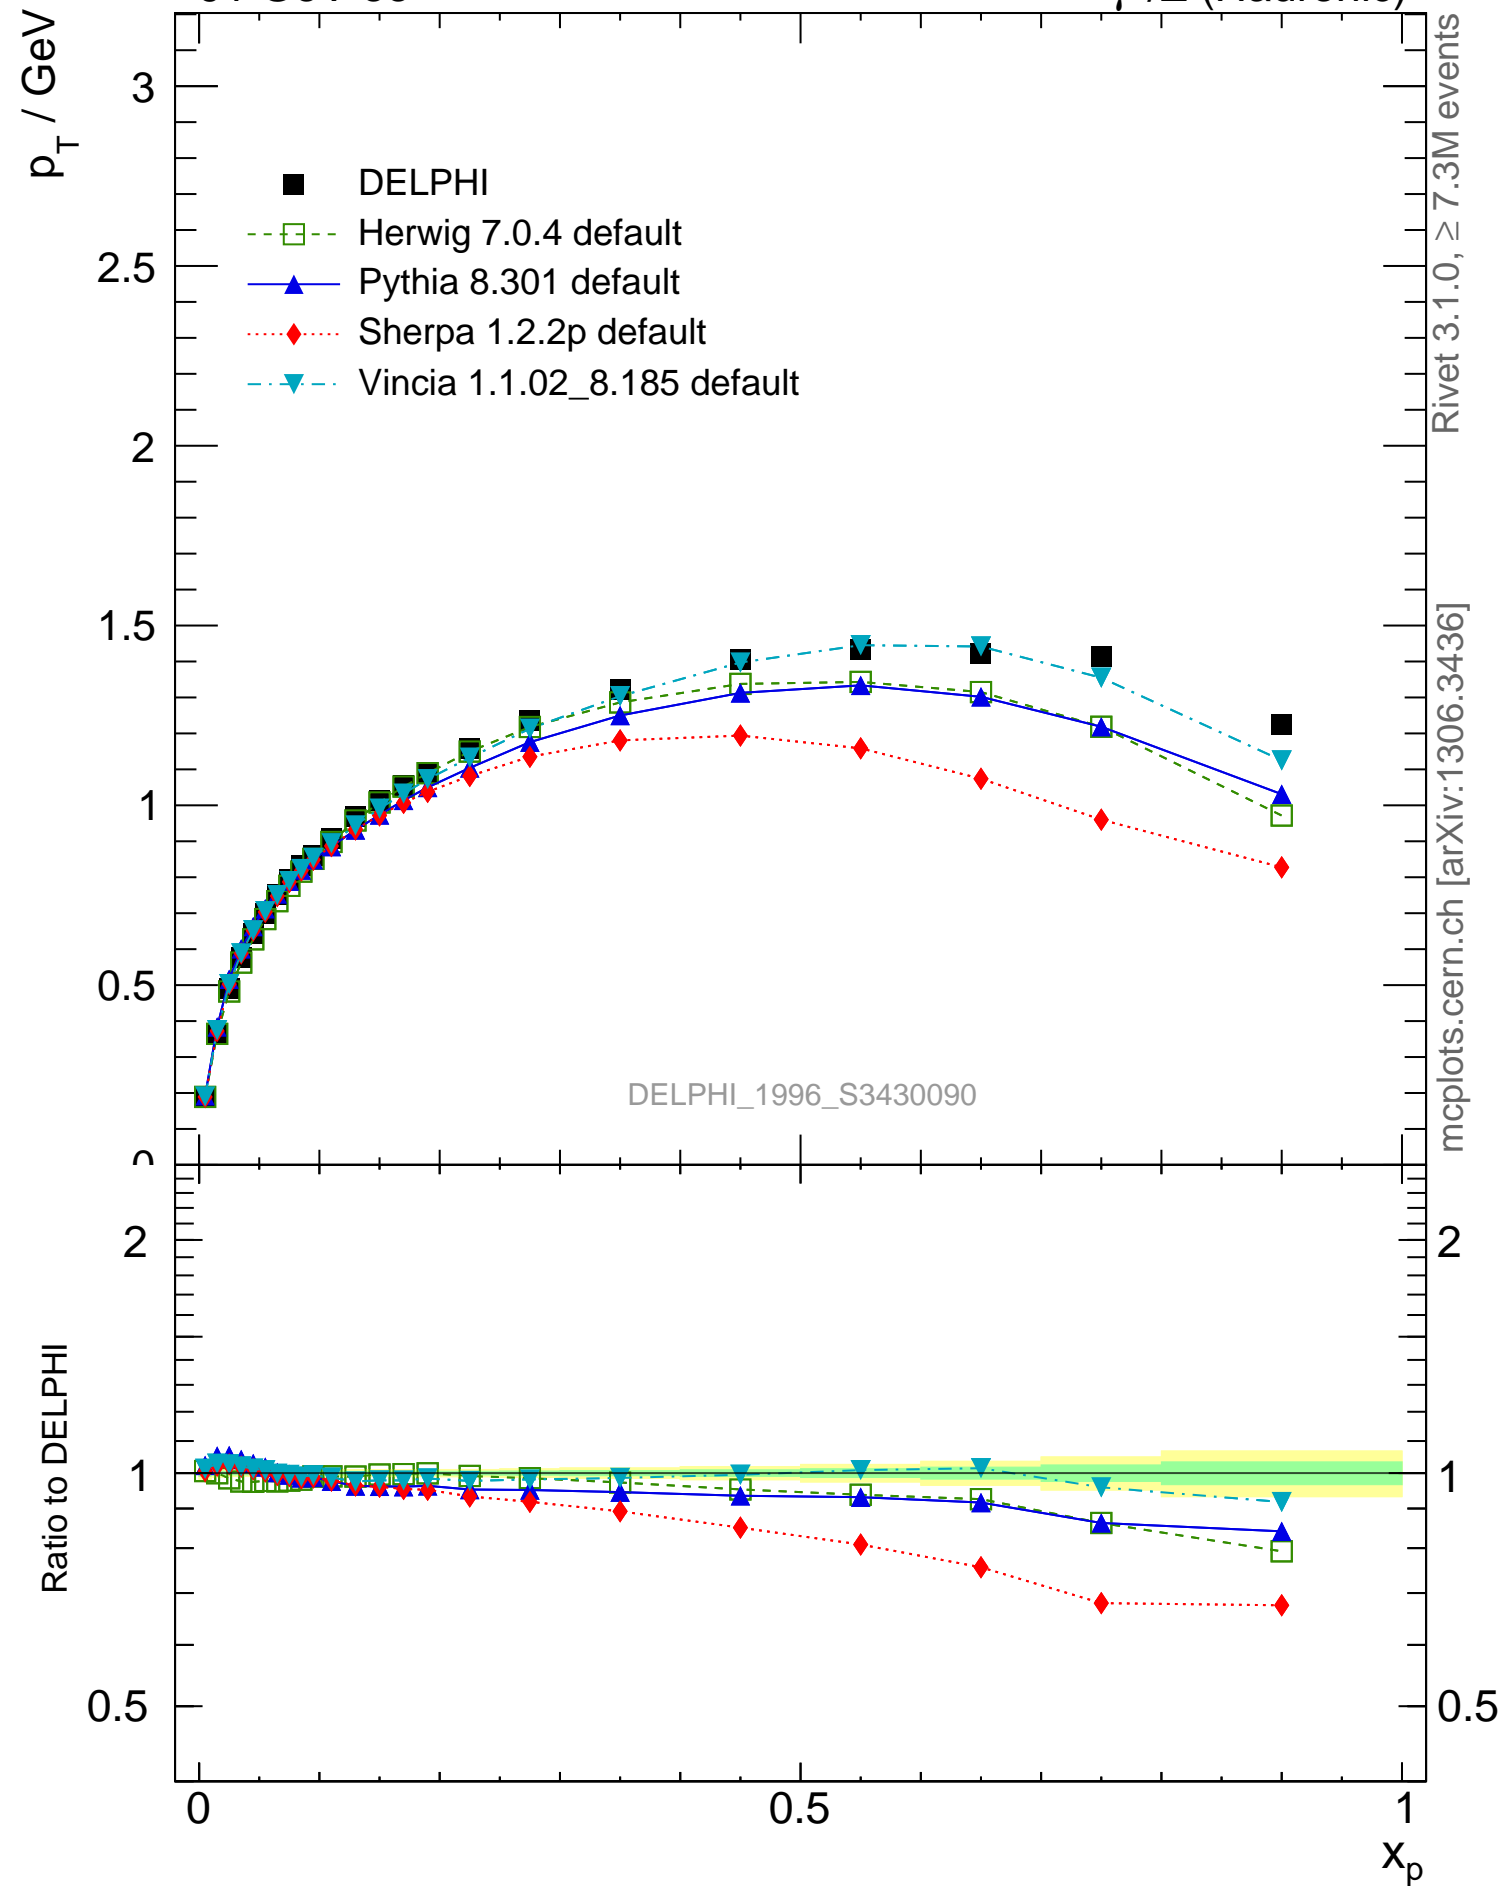 p_T / GeV
3
2.5
2
1.5
1
0.5
0
DELPHI
Herwig 7.0.4 default
Pythia 8.301 default
Sherpa 1.2.2p default
Vincia 1.1.02_8.185 default
DELPHI_1996_S3430090
Rivet 3.1.0, ≥ 7.3M events
mcplots.cern.ch [arXiv:1306.3436]
Ratio to DELPHI
2
1
0.5
2
1
0.5
0
0.5
1
x_p